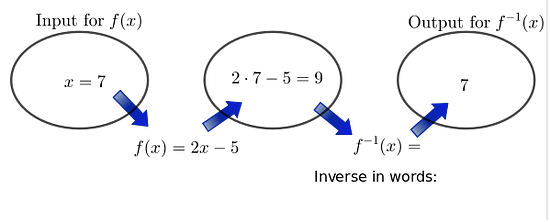 Input for f(x)
Output for f⁻¹(x)
x = 7
2 · 7 − 5 = 9
7
f(x) = 2x − 5
f⁻¹(x) =
Inverse in words: